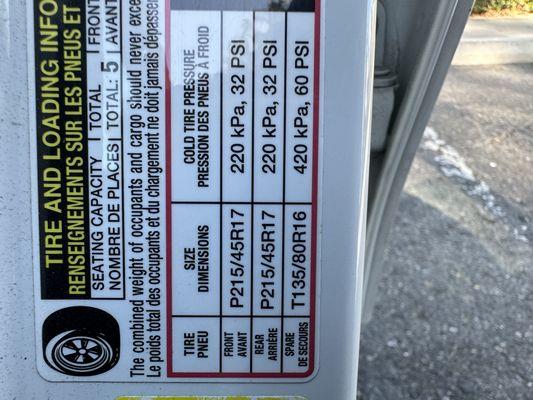 TIRE AND LOADING INFO
RENSEIGNEMENTS SUR LES PNEUS ET
SEATING CAPACITY TOTAL FRONT
NOMBRE DE PLACES TOTAL: 5 AVANT
The combined weight of occupants and cargo should never exce
Le poids total des occupants et du chargement ne doit jamais dépasser
TIRE SIZE COLD TIRE PRESSURE
PNEU DIMENSIONS PRESSION DES PNEUS À FROID
FRONT P215/45R17 220 kPa, 32 PSI
AVANT
REAR P215/45R17 220 kPa, 32 PSI
ARRIÈRE
SPARE T135/80R16 420 kPa, 60 PSI
DE SECOURS